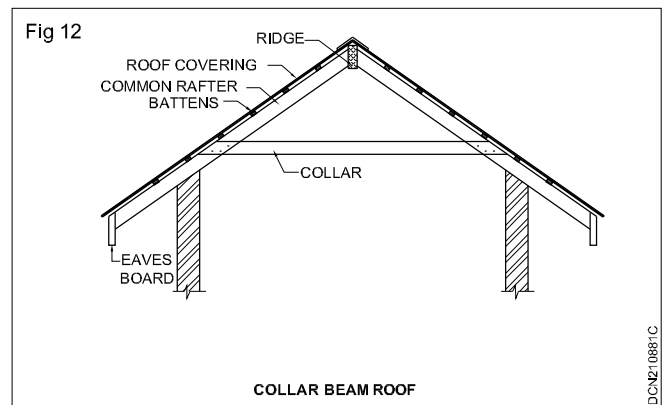 Fig 12
RIDGE
ROOF COVERING
COMMON RAFTER
BATTENS
COLLAR
EAVES
BOARD
COLLAR BEAM ROOF
DCN210881C